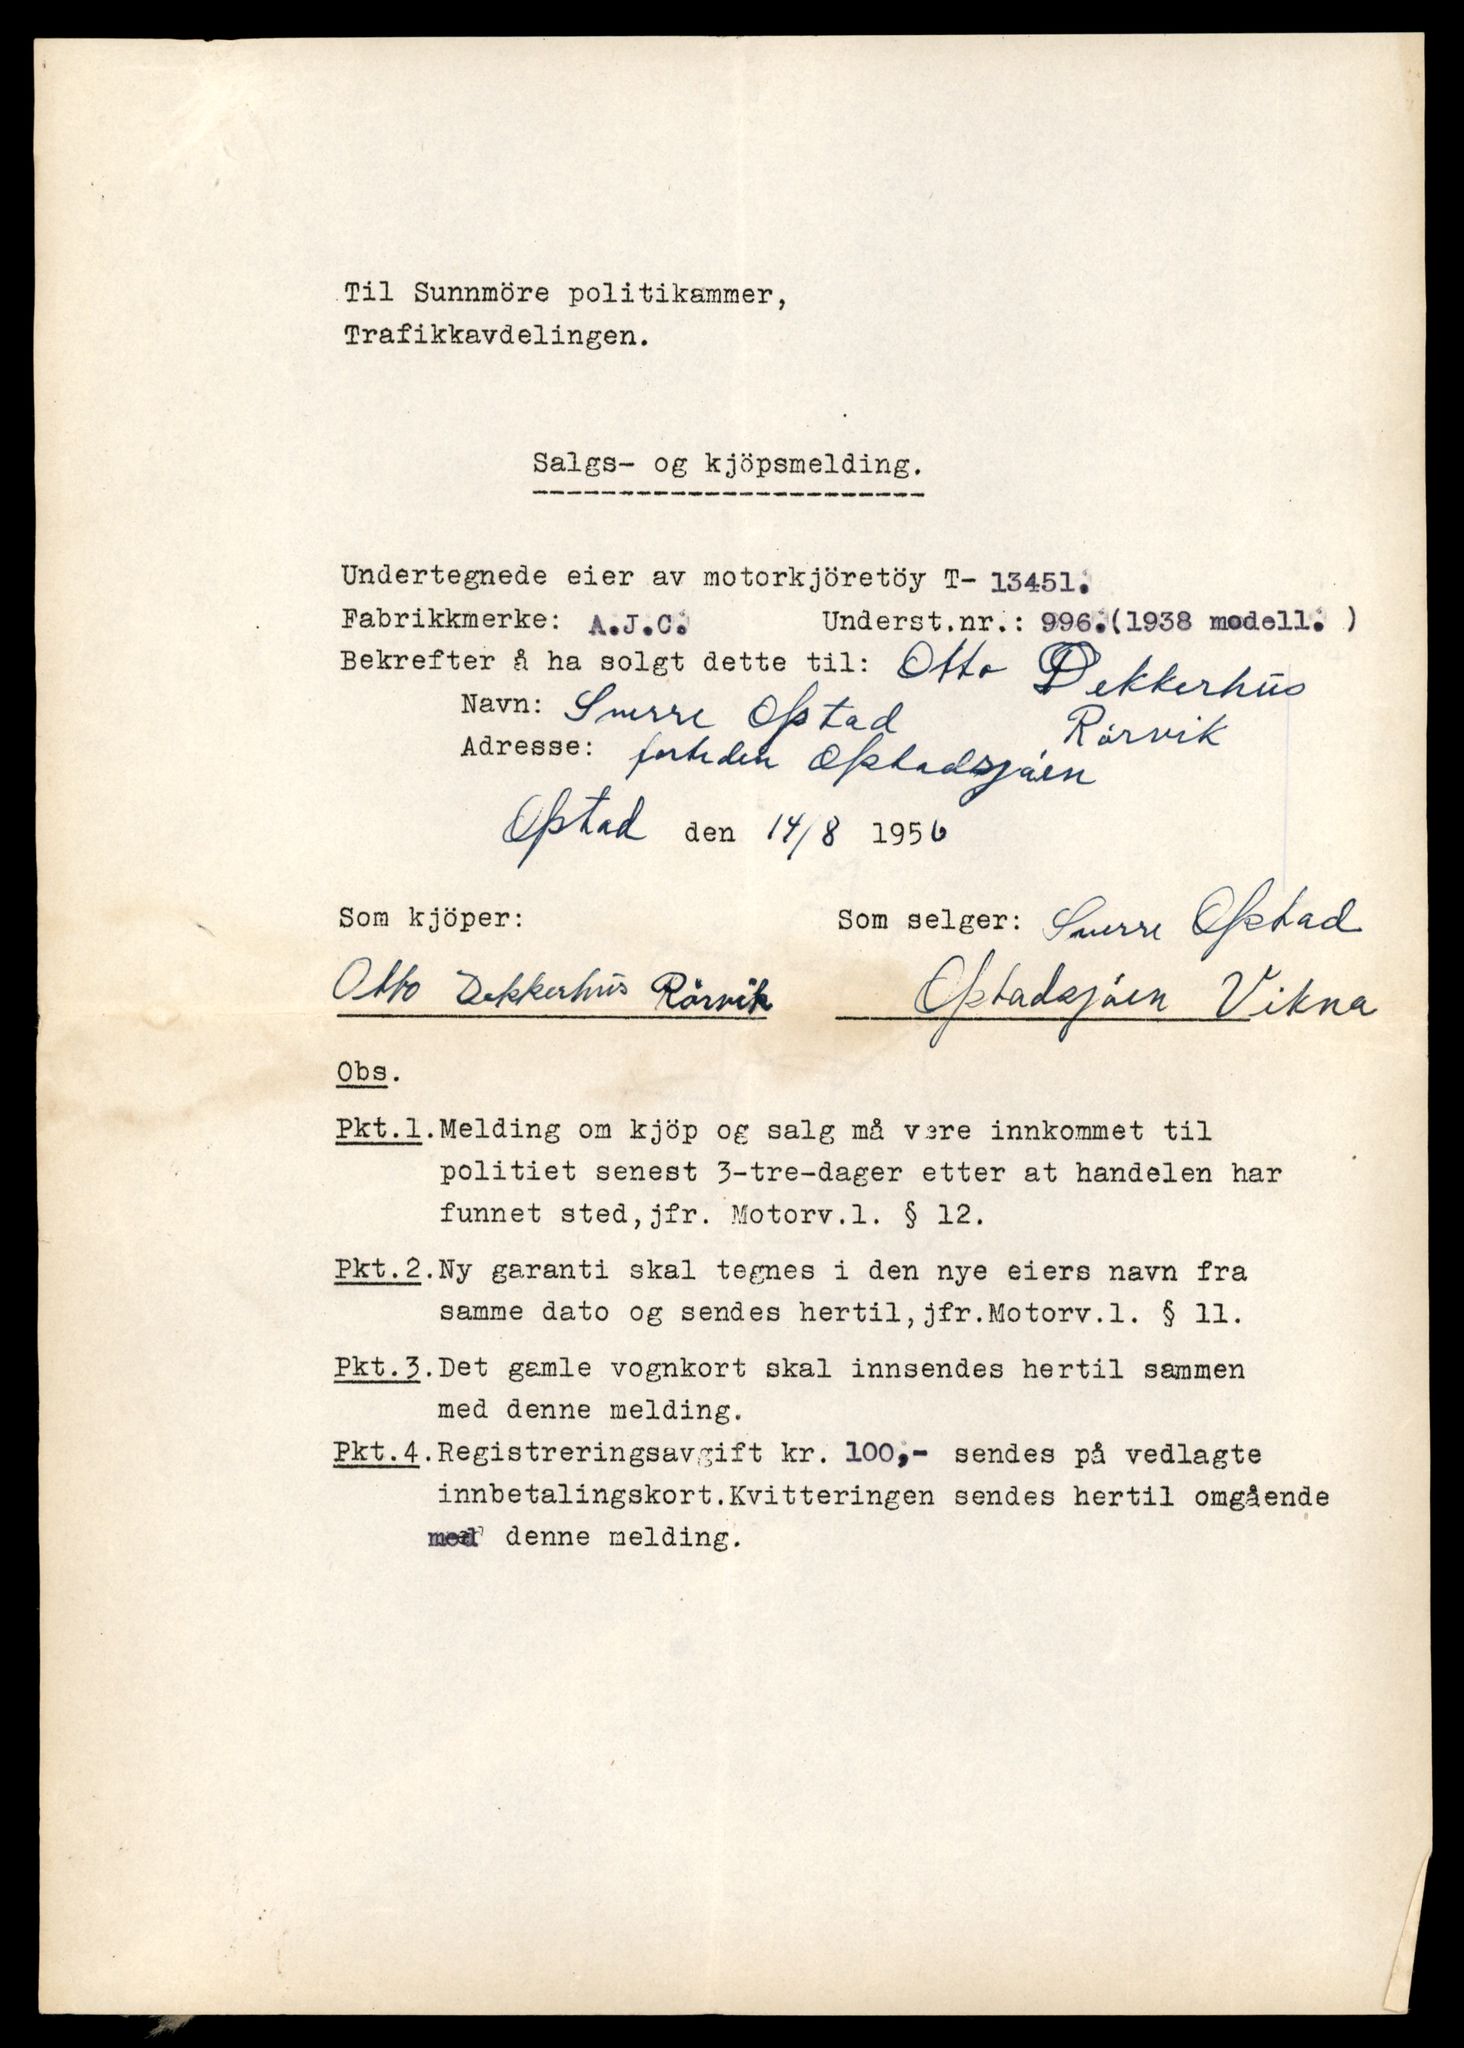 Til Sunnmöre politikammer,
Trafikkavdelingen.
Salgs- og kjöpsmelding.
Undertegnede eier av motorkjöretöy T- 13451.
Fabrikkmerke: A.J.C. Underst.nr.: 996.(1938 modell. )
Bekrefter å ha solgt dette til: Otto Dekkerhus
Navn: Sverre Opstad Rörvik
Adresse: Opstadsjöen
Opstad den 14/8 1956
Som kjöper: Som selger: Sverre Opstad
Otto Dekkerhus Rörvik Opstadsjöen Vikna
Obs.
Pkt.1.Melding om kjöp og salg må være innkommet til
politiet senest 3-tre-dager etter at handelen har
funnet sted,jfr. Motorv.l. § 12.
Pkt.2.Ny garanti skal tegnes i den nye eiers navn fra
samme dato og sendes hertil,jfr.Motorv.l. § 11.
Pkt.3.Det gamle vognkort skal innsendes hertil sammen
med denne melding.
Pkt.4.Registreringsavgift kr. 100,- sendes på vedlagte
innbetalingskort.Kvitteringen sendes hertil omgående
med denne melding.